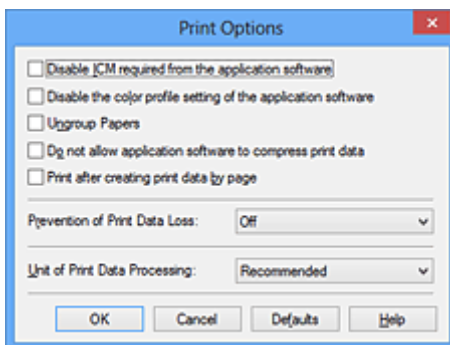 Print Options
Disable ICM required from the application software
Disable the color profile setting of the application software
Ungroup Papers
Do not allow application software to compress print data
Print after creating print data by page
Prevention of Print Data Loss: Off
Unit of Print Data Processing: Recommended
OK Cancel Defaults Help